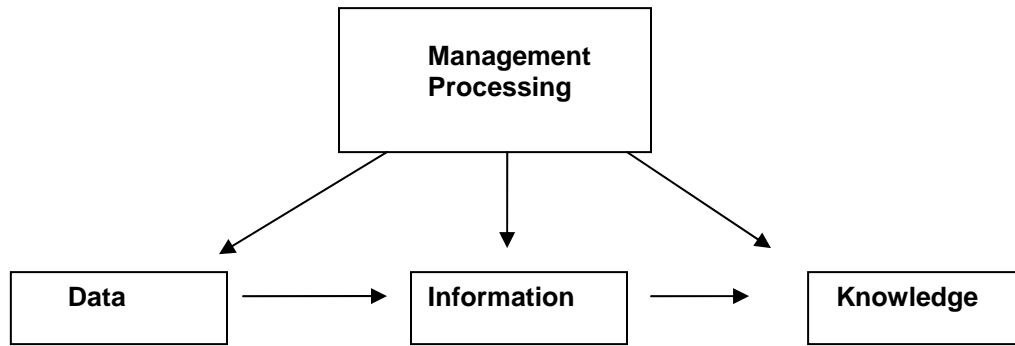 Management
Processing
Data
Information
Knowledge